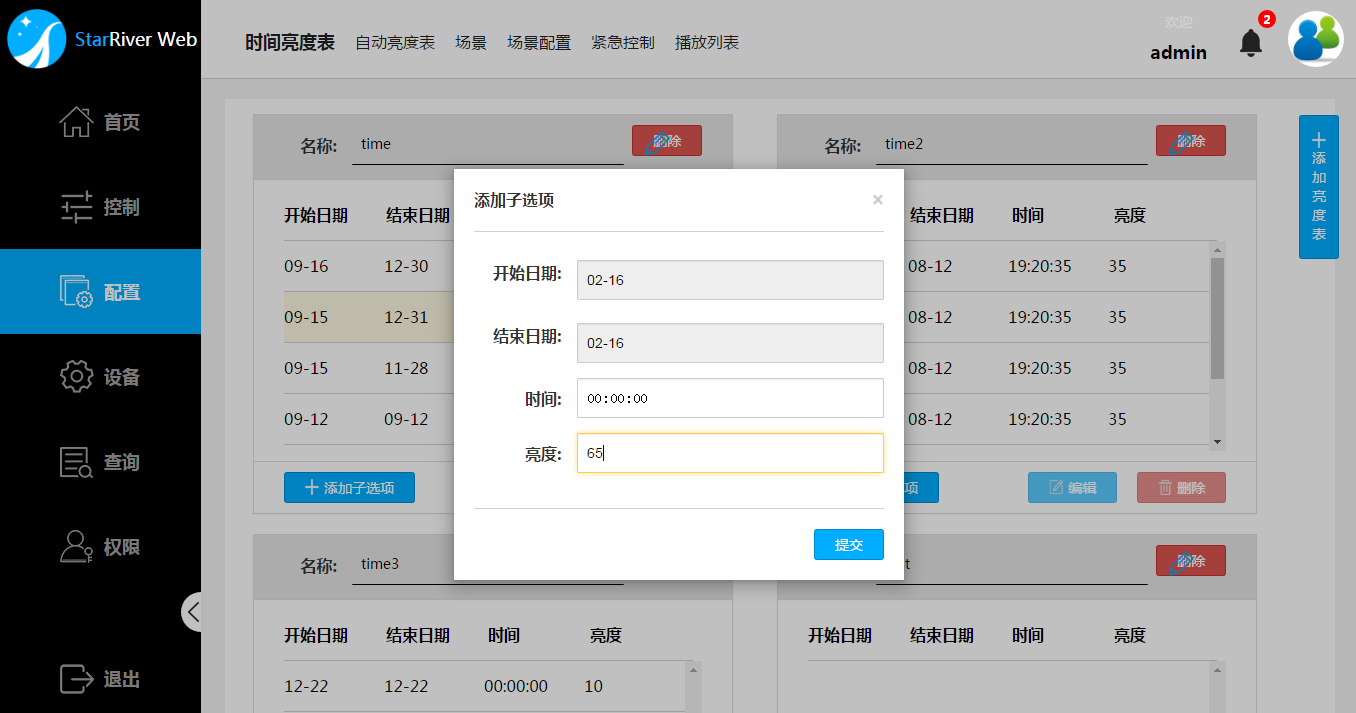 StarRiver Web
时间亮度表 自动亮度表 场景 场景配置 紧急控制 播放列表
欢迎
admin
2
首页
控制
配置
设备
查询
权限
退出
名称: time 删除
名称: time2 删除
添加亮度表
开始日期 结束日期
09-16 12-30
09-15 12-31
09-15 11-28
09-12 09-12
添加子选项
结束日期 时间 亮度
08-12 19:20:35 35
08-12 19:20:35 35
08-12 19:20:35 35
08-12 19:20:35 35
项 编辑 删除
添加子选项 ×
开始日期: 02-16
结束日期: 02-16
时间: 00:00:00
亮度: 65
提交
名称: time3
t 删除
开始日期 结束日期 时间 亮度
12-22 12-22 00:00:00 10
开始日期 结束日期 时间 亮度